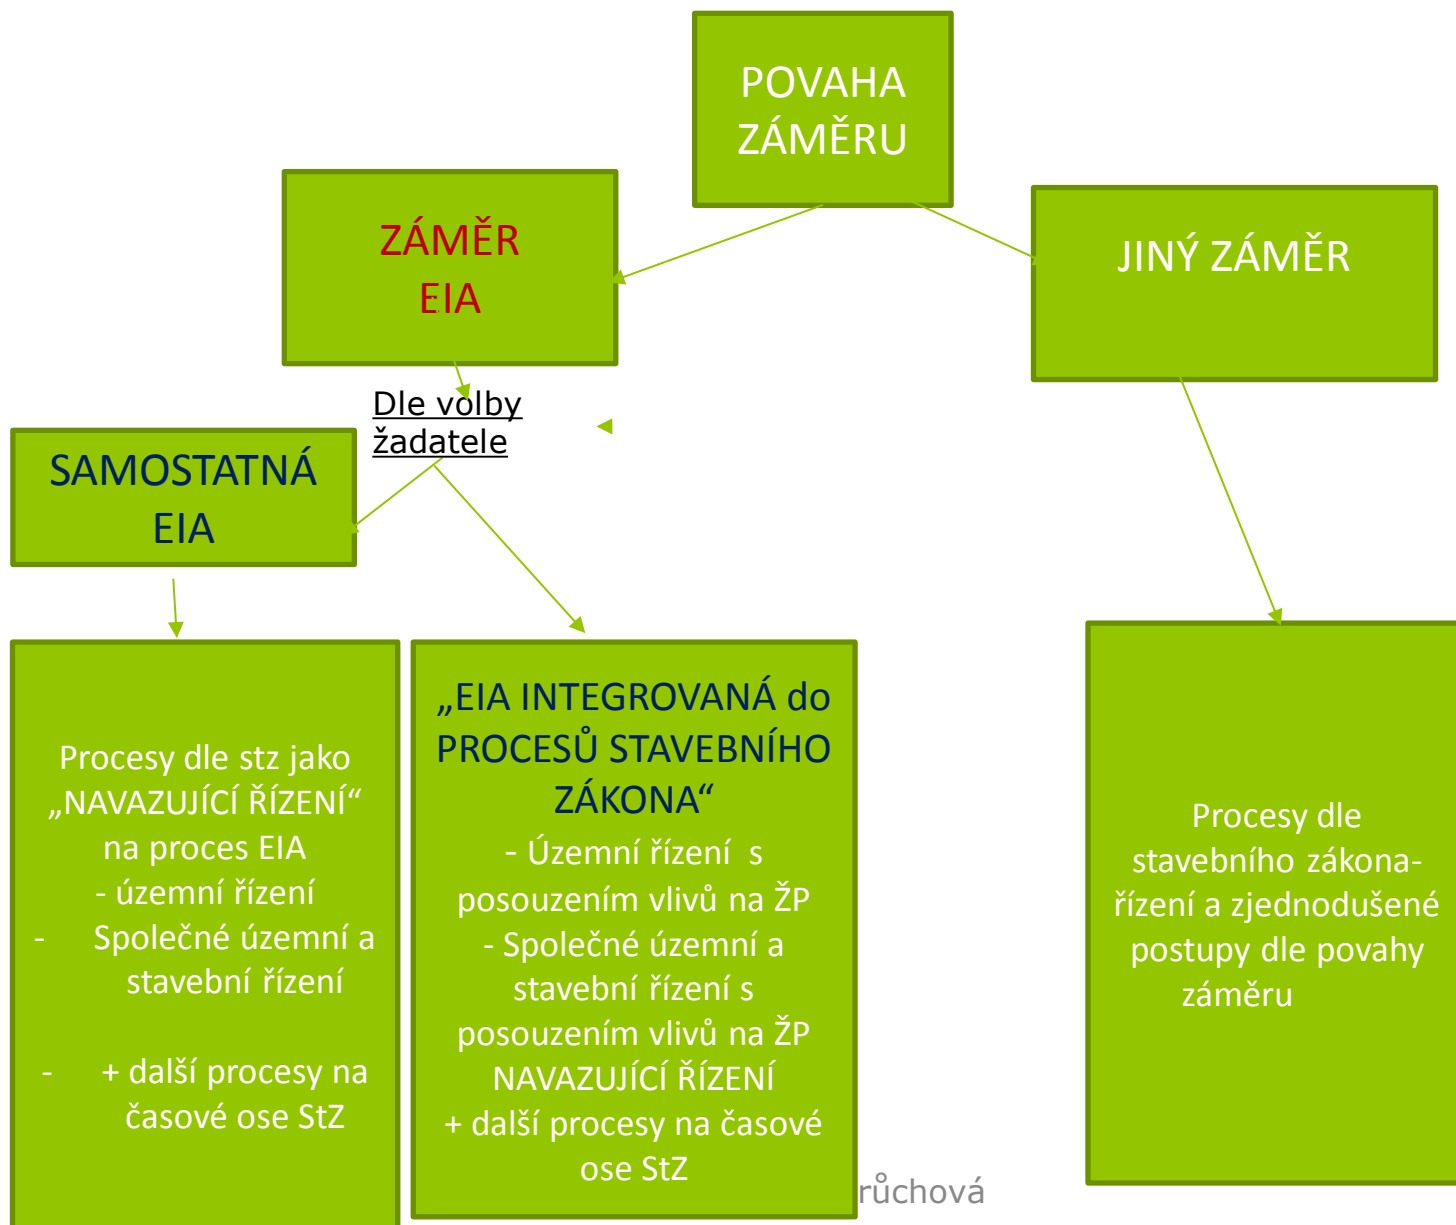 POVAHA
ZÁMĚRU
ZÁMĚR
EIA
JINÝ ZÁMĚR
Dle volby
žadatele
SAMOSTATNÁ
EIA
Procesy dle stz jako
„NAVAZUJÍCÍ ŘÍZENÍ“
na proces EIA
- územní řízení
- Společné územní a
stavební řízení
- + další procesy na
časové ose StZ
„EIA INTEGROVANÁ do
PROCESŮ STAVEBNÍHO
ZÁKONA“
- Územní řízení s
posouzením vlivů na ŽP
- Společné územní a
stavební řízení s
posouzením vlivů na ŽP
NAVAZUJÍCÍ ŘÍZENÍ
+ další procesy na časové
ose StZ
Procesy dle
stavebního zákona-
řízení a zjednodušené
postupy dle povahy
záměru
růchová